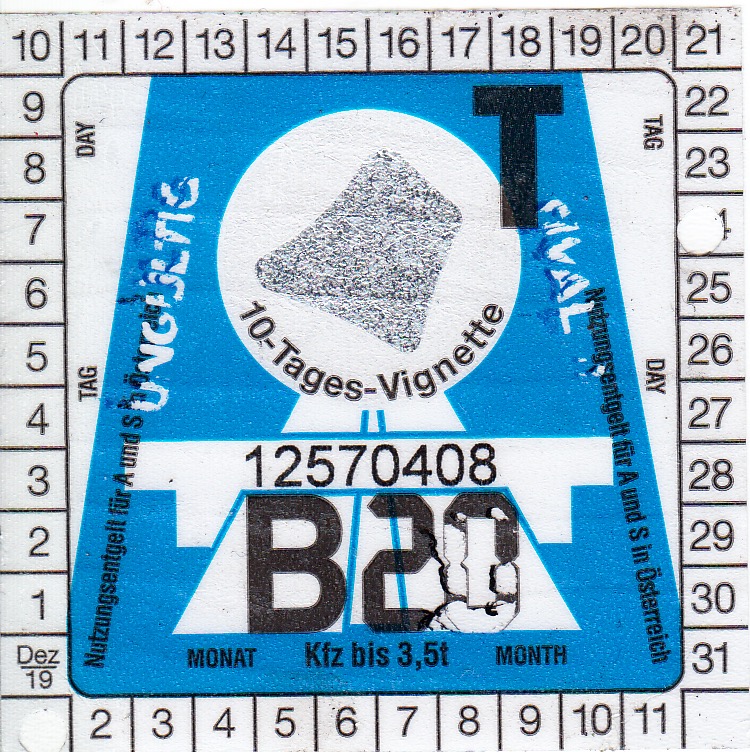 10 11 12 13 14 15 16 17 18 19 20 21
9 22
8 23
7
6 25
5 26
4 27
3 28
2 29
1 30
Dez 19 31
2 3 4 5 6 7 8 9 10 11
DAY
TAG
T
UNGÜLTIG
10-Tages-Vignette
TAG
DAY
Nutzungsentgelt für A und S in Österreich
Nutzungsentgelt für A und S in Österreich
12570408
B20
MONAT Kfz bis 3,5t MONTH